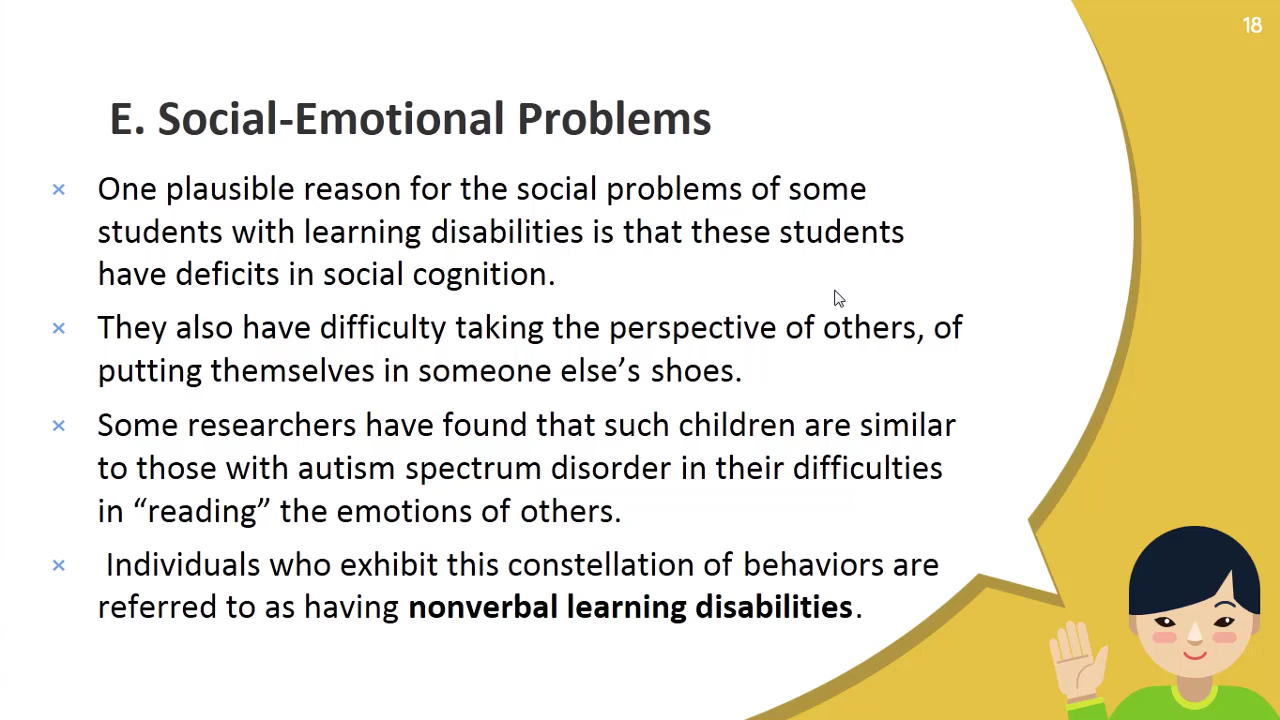 18
E. Social-Emotional Problems
× One plausible reason for the social problems of some
students with learning disabilities is that these students
have deficits in social cognition.
× They also have difficulty taking the perspective of others, of
putting themselves in someone else’s shoes.
× Some researchers have found that such children are similar
to those with autism spectrum disorder in their difficulties
in “reading” the emotions of others.
× Individuals who exhibit this constellation of behaviors are
referred to as having nonverbal learning disabilities.